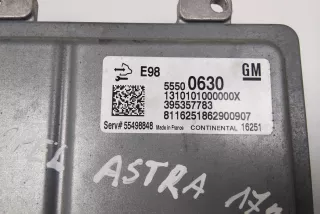 E98
GM
5550 0630
1310101000000X
395357783
8116251862900907
Serv# 55498848 Made in France CONTINENTAL 16251
ASTRA